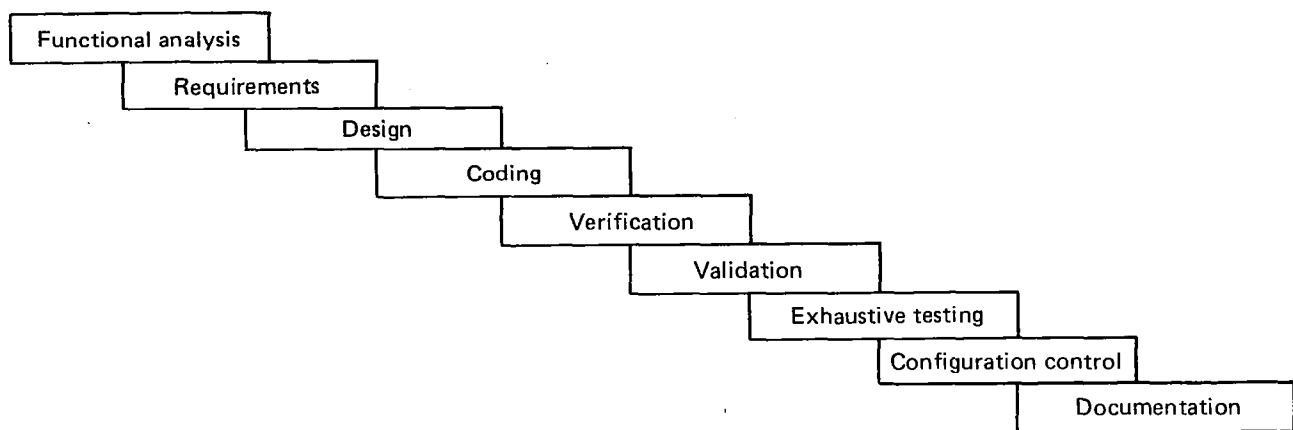 Functional analysis
Requirements
Design
Coding
Verification
Validation
Exhaustive testing
Configuration control
Documentation